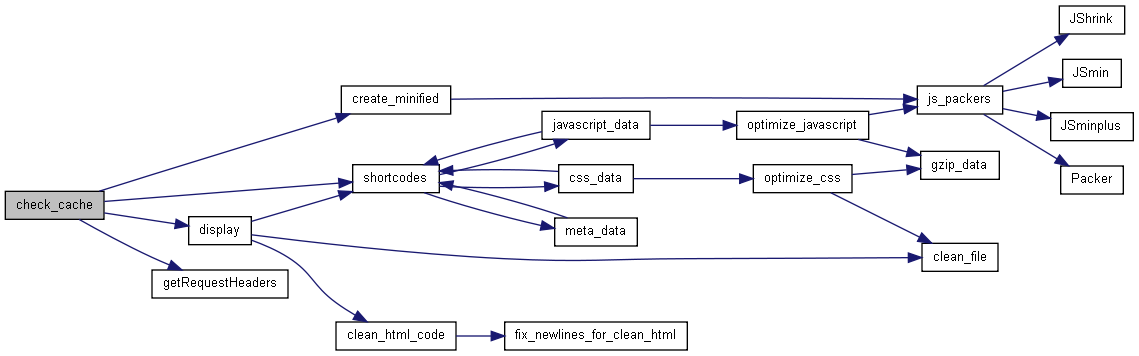 JShrink
JSmin
create_minified
js_packers
javascript_data
optimize_javascript
JSminplus
gzip_data
shortcodes
css_data
optimize_css
Packer
check_cache
display
meta_data
clean_file
getRequestHeaders
clean_html_code
fix_newlines_for_clean_html